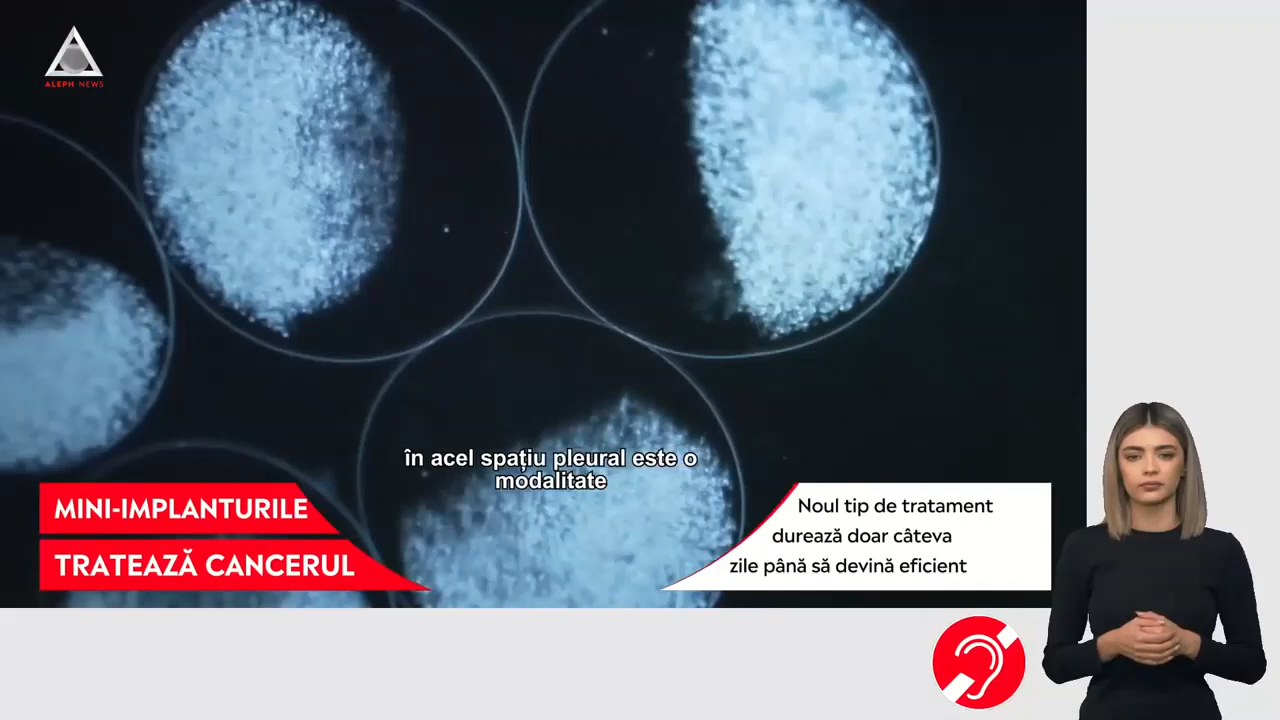 ALEPH NEWS
în acel spațiu pleural este o
modalitate
MINI-IMPLANTURILE
TRATEAZĂ CANCERUL
Noul tip de tratament
durează doar câteva
zile până să devină eficient